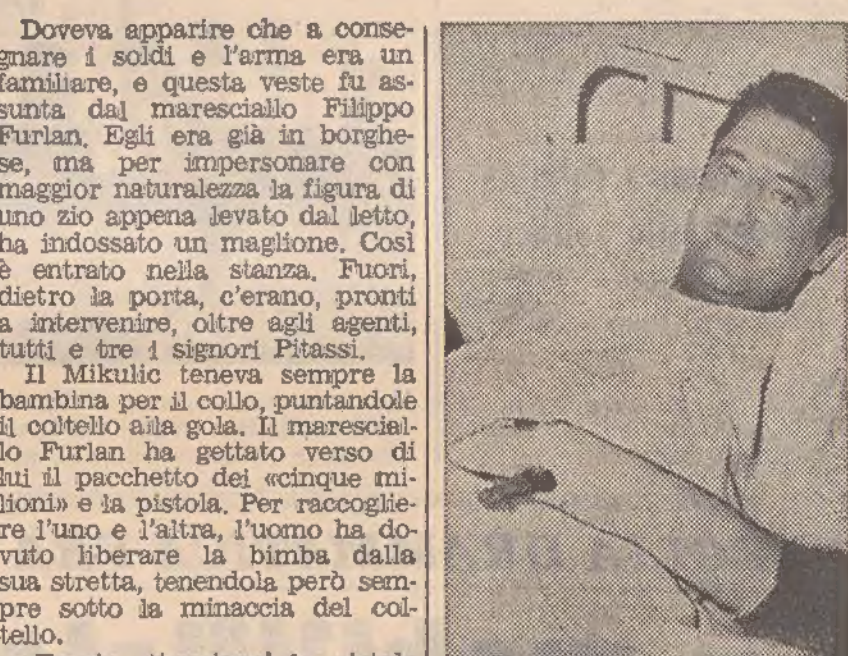 Doveva apparire che a conse-
gnare i soldi e l'arma era un
familiare, e questa veste fu as-
sunta dal maresciallo Filippo
Furlan. Egli era già in borghe-
se, ma per impersonare con
maggior naturalezza la figura di
uno zio appena levato dal letto,
ha indossato un maglione. Così
è entrato nella stanza. Fuori,
dietro la porta, c'erano, pronti
a intervenire, oltre agli agenti,
tutti e tre i signori Pitassi.
Il Mikulic teneva sempre la
bambina per il collo, puntandole
il coltello alla gola. Il marescial-
lo Furlan ha gettato verso di
lui il pacchetto dei «cinque mi-
lioni» e la pistola. Per raccoglie-
re l'uno e l'altra, l'uomo ha do-
vuto liberare la bimba dalla
sua stretta, tenendola però sem-
pre sotto la minaccia del col-
tello.